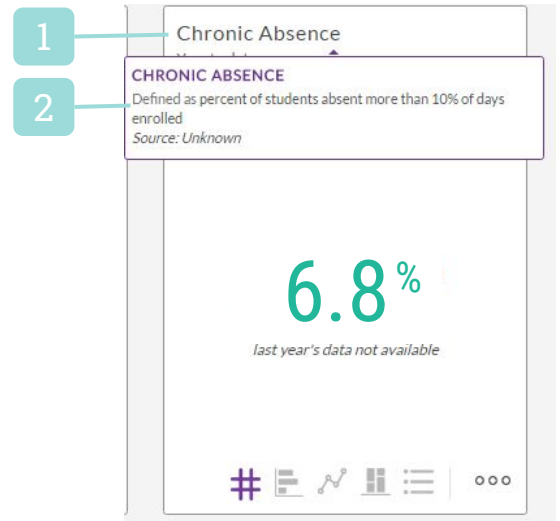 1
Chronic Absence
2
CHRONIC ABSENCE
Defined as percent of students absent more than 10% of days
enrolled
Source: Unknown
6.8%
last year's data not available